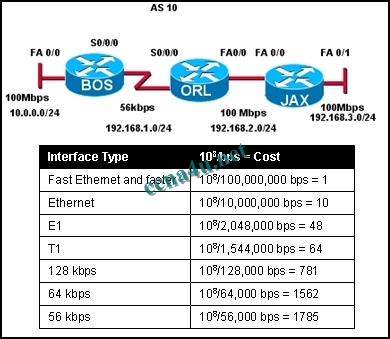 AS 10
FA 0/0 S0/0/0 S0/0/0 FA0/0 FA 0/0 FA 0/1
BOS ORL JAX
100Mbps 56kbps 100 Mbps 100Mbps
10.0.0.0/24 192.168.1.0/24 192.168.2.0/24 192.168.3.0/24
Interface Type 10⁸/bps = Cost
Fast Ethernet and faster 10⁸/100,000,000 bps = 1
Ethernet 10⁸/10,000,000 bps = 10
E1 10⁸/2,048,000 bps = 48
T1 10⁸/1,544,000 bps = 64
128 kbps 10⁸/128,000 bps = 781
64 kbps 10⁸/64,000 bps = 1562
56 kbps 10⁸/56,000 bps = 1785
ccna4u.net